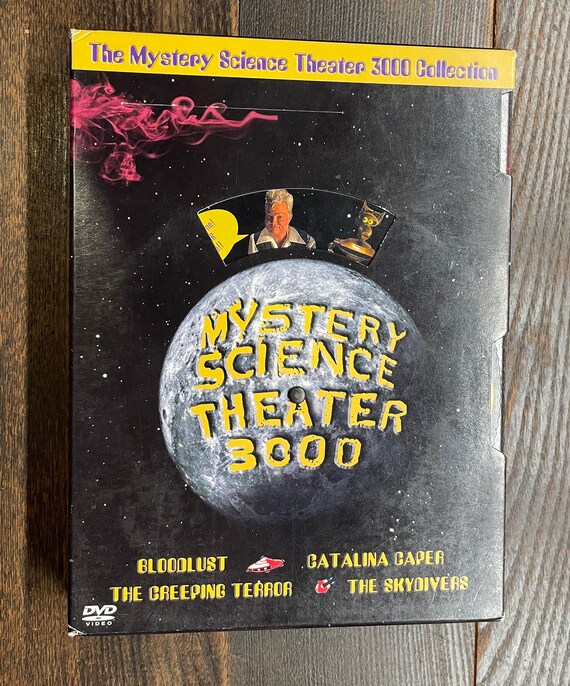 The Mystery Science Theater 3000 Collection
MYSTERY
SCIENCE
THEATER
3000
BLOODLUST CATALINA CAPER
THE CREEPING TERROR THE SKYDIVERS
DVD
VIDEO